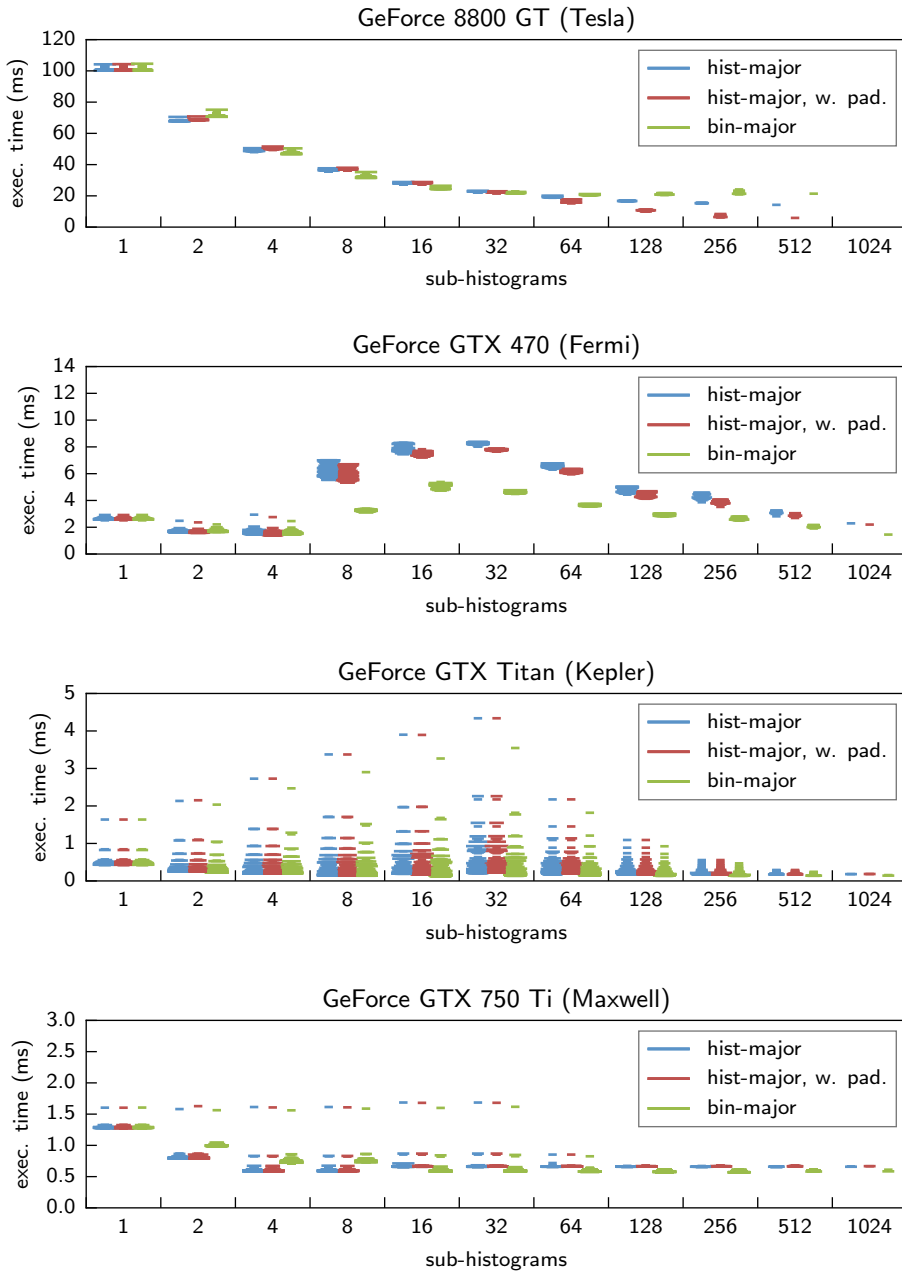 GeForce 8800 GT (Tesla)
120
100
80
60
40
20
0
exec. time (ms)
hist-major
hist-major, w. pad.
bin-major
1 2 4 8 16 32 64 128 256 512 1024
sub-histograms
GeForce GTX 470 (Fermi)
14
12
10
8
6
4
2
0
exec. time (ms)
hist-major
hist-major, w. pad.
bin-major
1 2 4 8 16 32 64 128 256 512 1024
sub-histograms
GeForce GTX Titan (Kepler)
5
4
3
2
1
0
exec. time (ms)
hist-major
hist-major, w. pad.
bin-major
1 2 4 8 16 32 64 128 256 512 1024
sub-histograms
GeForce GTX 750 Ti (Maxwell)
3.0
2.5
2.0
1.5
1.0
0.5
0.0
exec. time (ms)
hist-major
hist-major, w. pad.
bin-major
1 2 4 8 16 32 64 128 256 512 1024
sub-histograms